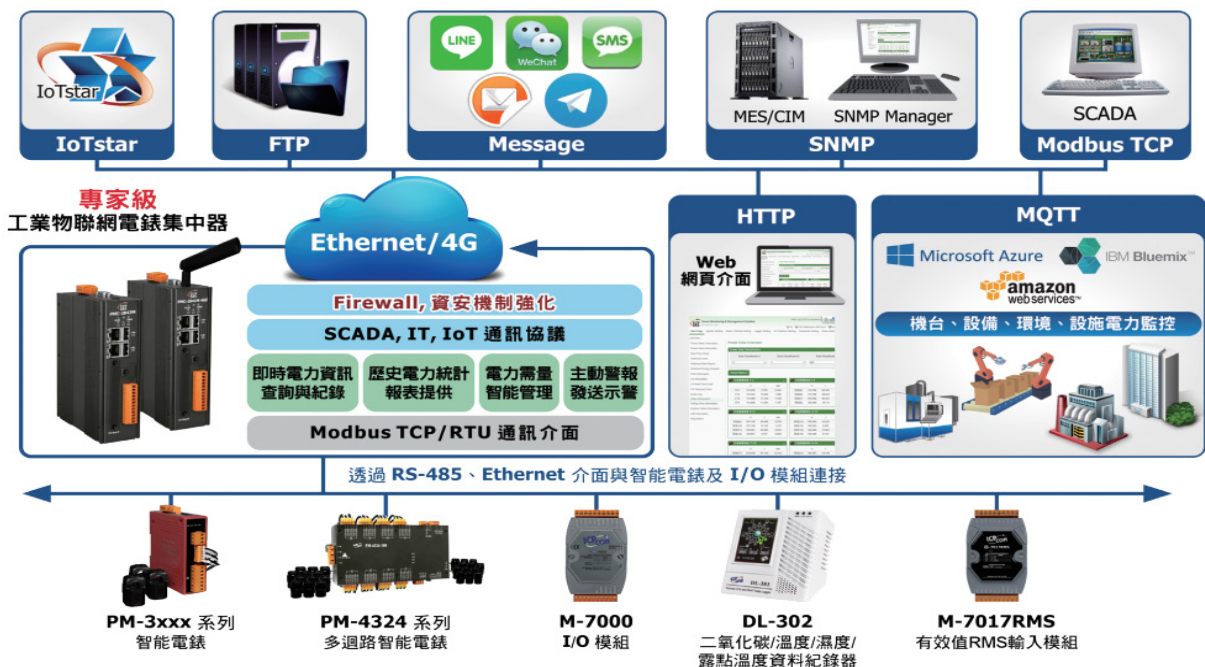 IoTstar
IoTstar
7
FTP
LINE
WeChat
SMS
Message
MES/CIM
SNMP Manager
SNMP
SCADA
Modbus TCP
專家級
工業物聯網電錶集中器
Ethernet/4G
Firewall, 資安機制強化
SCADA, IT, IoT 通訊協議
即時電力資訊
查詢與紀錄
歷史電力統計
報表提供
電力需量
智能管理
主動警報
發送示警
Modbus TCP/RTU 通訊介面
HTTP
Web
網頁介面
MQTT
Microsoft Azure
IBM Bluemix™
amazon
web services™
機台、設備、環境、設施電力監控
透過 RS-485、Ethernet 介面與智能電錶及 I/O 模組連接
PM-3xxx 系列
智能電錶
PM-4324 系列
多迴路智能電錶
M-7000
I/O 模組
DL-302
DL-302
二氧化碳/溫度/濕度/
露點溫度資料紀錄器
M-7017RMS
有效值RMS輸入模組